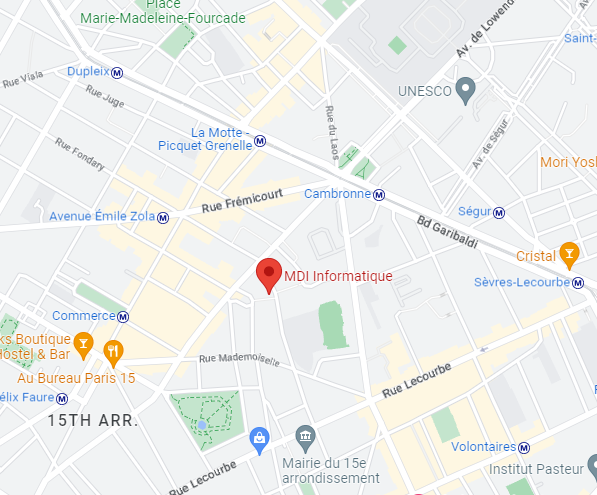 Place
Marie-Madeleine-Fourcade
Av. de Lowend
Saint-
Dupleix
Rue Viala
Rue Juge
UNESCO
Rue du Laos
Av. de Ségur
La Motte -
Picquet Grenelle
Rue Fondary
Mori Yosh
Cambronne
Rue Frémicourt
Avenue Émile Zola
Ségur
Bd Garibaldi
Cristal
MDI Informatique
Sèvres-Lecourbe
Commerce
ks Boutique
Hostel & Bar
Rue Mademoiselle
Au Bureau Paris 15
Rue Lecourbe
élix Faure
15TH ARR.
Volontaires
Mairie du 15e
arrondissement
Institut Pasteur
Rue Lecourbe